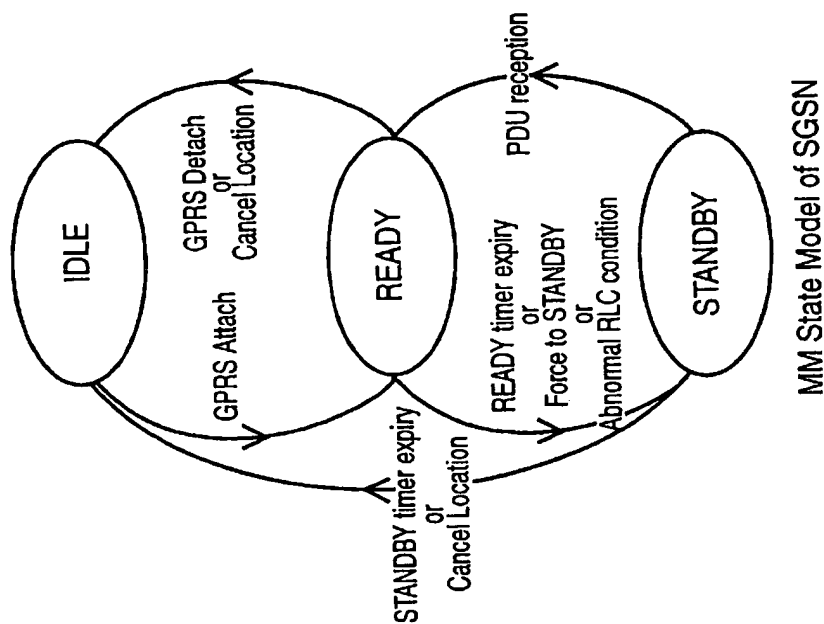 IDLE
GPRS Attach
GPRS Detach
or
Cancel Location
READY
STANDBY timer expiry
or
Cancel Location
READY timer expiry
or
Force to STANDBY
or
Abnormal RLC condition
PDU reception
STANDBY
MM State Model of SGSN